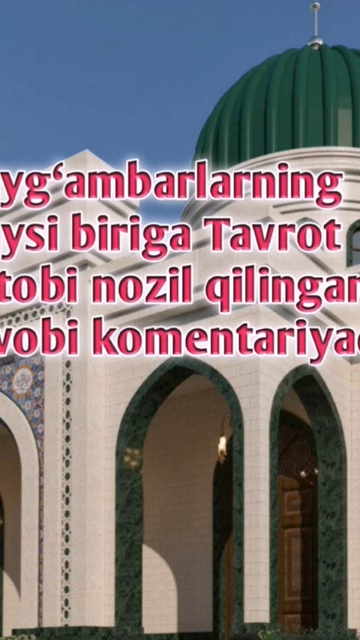 yg‘ambarlarning
ysi biriga Tavrot
tobi nozil qilingan
vobi komentariyad